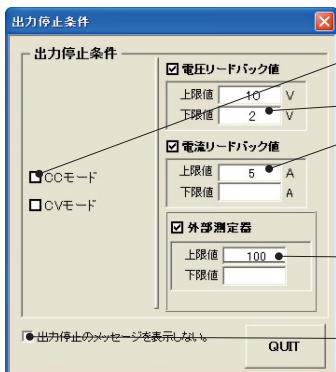 出力停止条件
出力停止条件
電圧リードバック値
上限値 10 V
下限値 2 V
電流リードバック値
上限値 5 A
下限値 A
CCモード
CVモード
外部測定器
上限値 100
下限値
出力停止のメッセージを表示しない。
QUIT